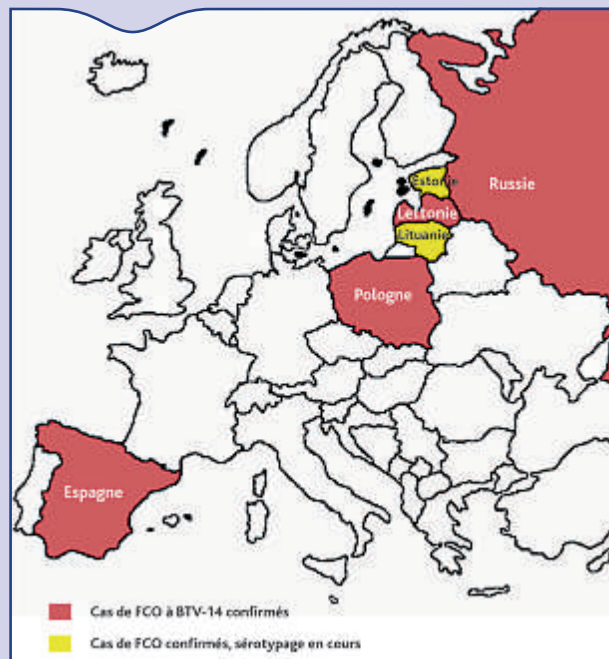 Estonie
Russie
Lettonie
Lituanie
Pologne
Espagne
Cas de FCO à BTV-14 confirmés
Cas de FCO confirmés, sérotypage en cours